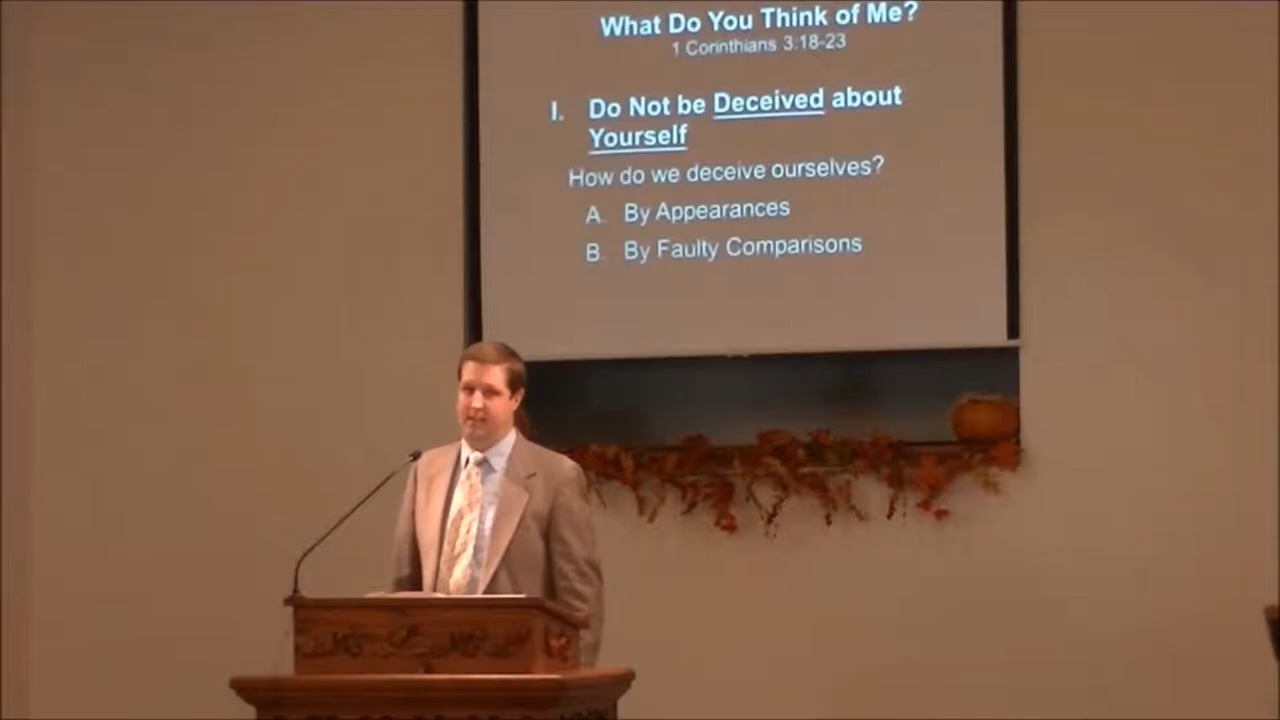 What Do You Think of Me?
1 Corinthians 3.18-23
I. Do Not be Deceived about
Yourself
How do we deceive ourselves?
A. By Appearances
B. By Faulty Comparisons